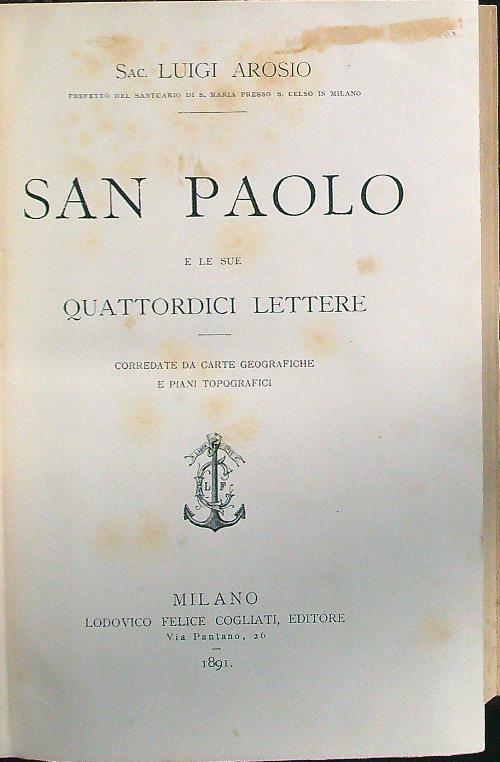 Sac. LUIGI AROSIO
PREFETTO DEL SANTUARIO DI S. MARIA PRESSO S. CELSO IN MILANO
SAN PAOLO
E LE SUE
QUATTORDICI LETTERE
CORREDATE DA CARTE GEOGRAFICHE
E PIANI TOPOGRAFICI
L F
MILANO
LODOVICO FELICE COGLIATI, EDITORE
Via Pantano, 26
1891.